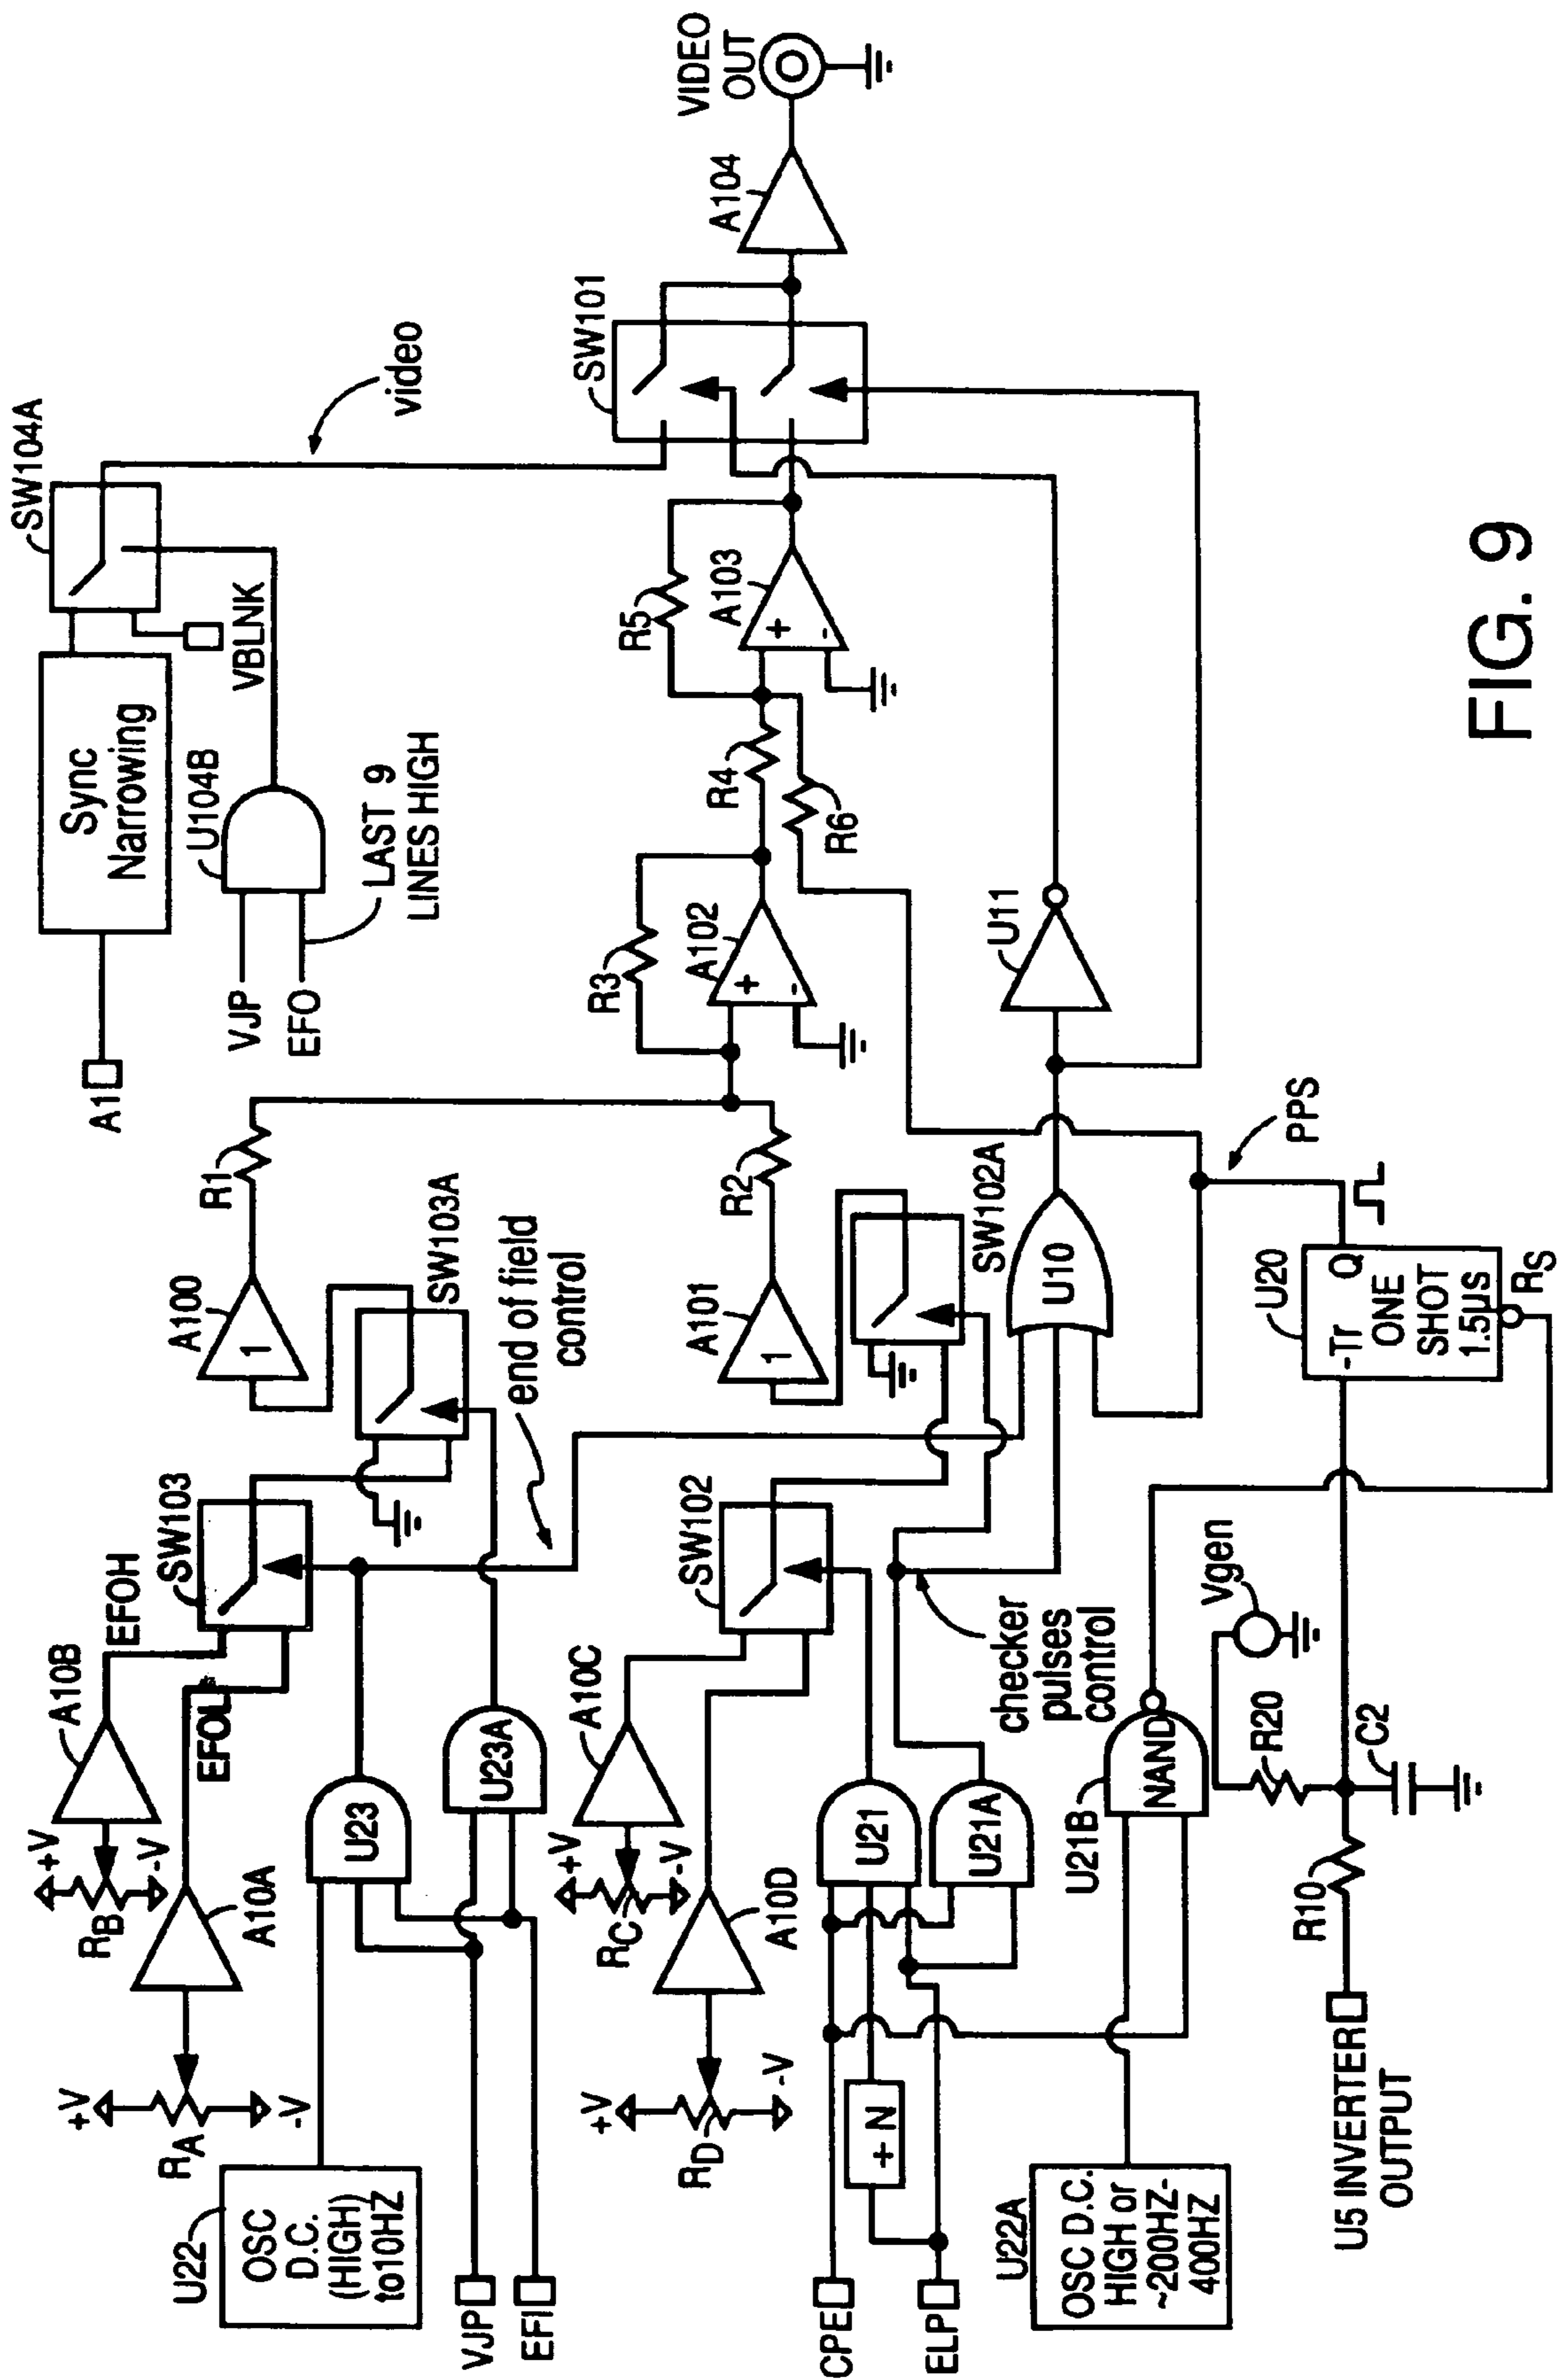 A1
Sync
Narrowing
SW104A
VBLNK
VJP
EFO
U104B
LAST 9
LINES HIGH
video
SW101
A104
VIDEO
OUT
+V
RB
-V
A10B
EFOH
SW103
+V
RA
-V
A10A
EFOL
A100
1
R1
SW103A
end of field
control
U22
OSC
D.C.
(HIGH)
to10HZ
U23
U23A
VJP
EFI
R3
A102
+
-
R4
R5
A103
+
-
R6
+V
RC
-V
A10C
SW102
+V
RD
-V
A10D
A101
1
R2
SW102A
U21
U21A
checker
pulses
control
CPE
ELP
÷ N
U10
U11
U22A
OSC D.C.
HIGH or
~200HZ-
400HZ
U21B
NAND
Vgen
R20
C2
R10
U5 INVERTER
OUTPUT
U20
-Tr Q
ONE
SHOT
1.5µs
RS
PPS
FIG. 9